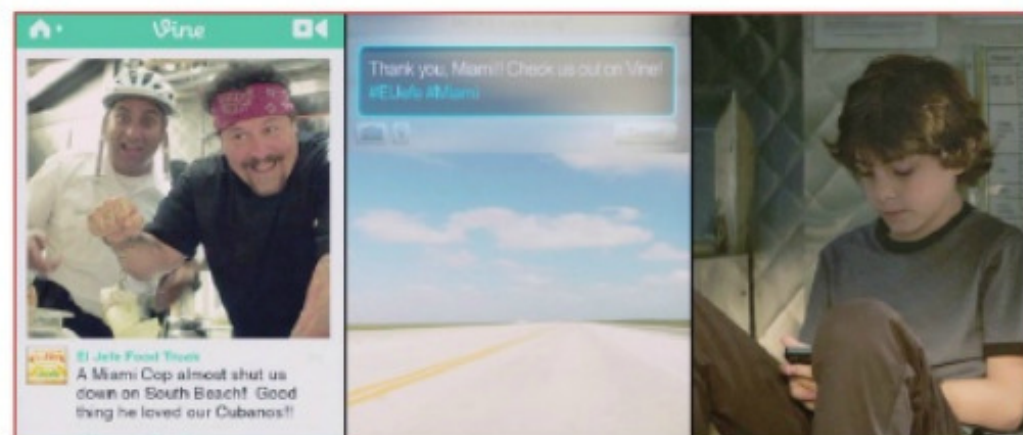 Vine
El Jefe Food Truck
A Miami Cop almost shut us
down on South Beach!! Good
thing he loved our Cubanos!!
Thank you, Miami!! Check us out on Vine!
#ElJefe #Miami